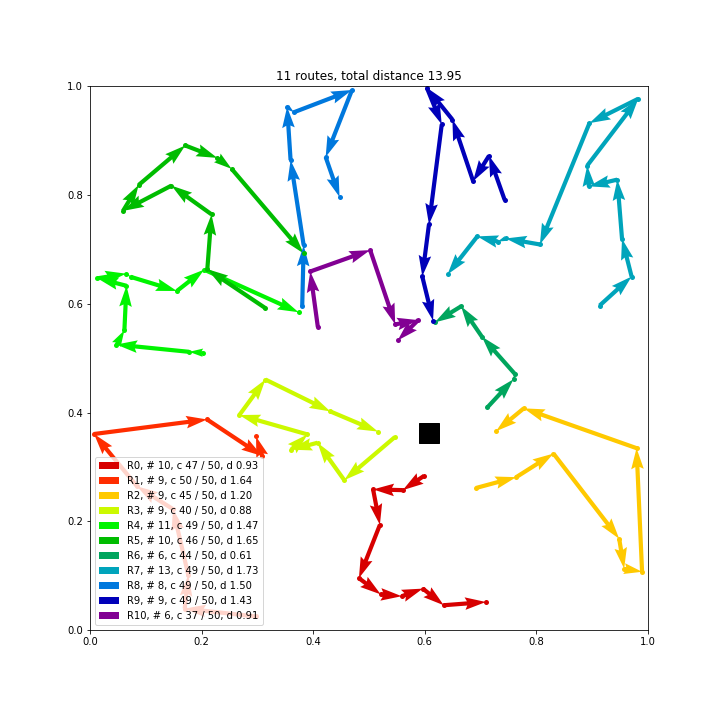 11 routes, total distance 13.95
1.0
0.8
0.6
0.4
0.2
0.0
R0, # 10, c 47 / 50, d 0.93
R1, # 9, c 50 / 50, d 1.64
R2, # 9, c 45 / 50, d 1.20
R3, # 9, c 40 / 50, d 0.88
R4, # 11, c 49 / 50, d 1.47
R5, # 10, c 46 / 50, d 1.65
R6, # 6, c 44 / 50, d 0.61
R7, # 13, c 49 / 50, d 1.73
R8, # 8, c 49 / 50, d 1.50
R9, # 9, c 49 / 50, d 1.43
R10, # 6, c 37 / 50, d 0.91
0.0 0.2 0.4 0.6 0.8 1.0